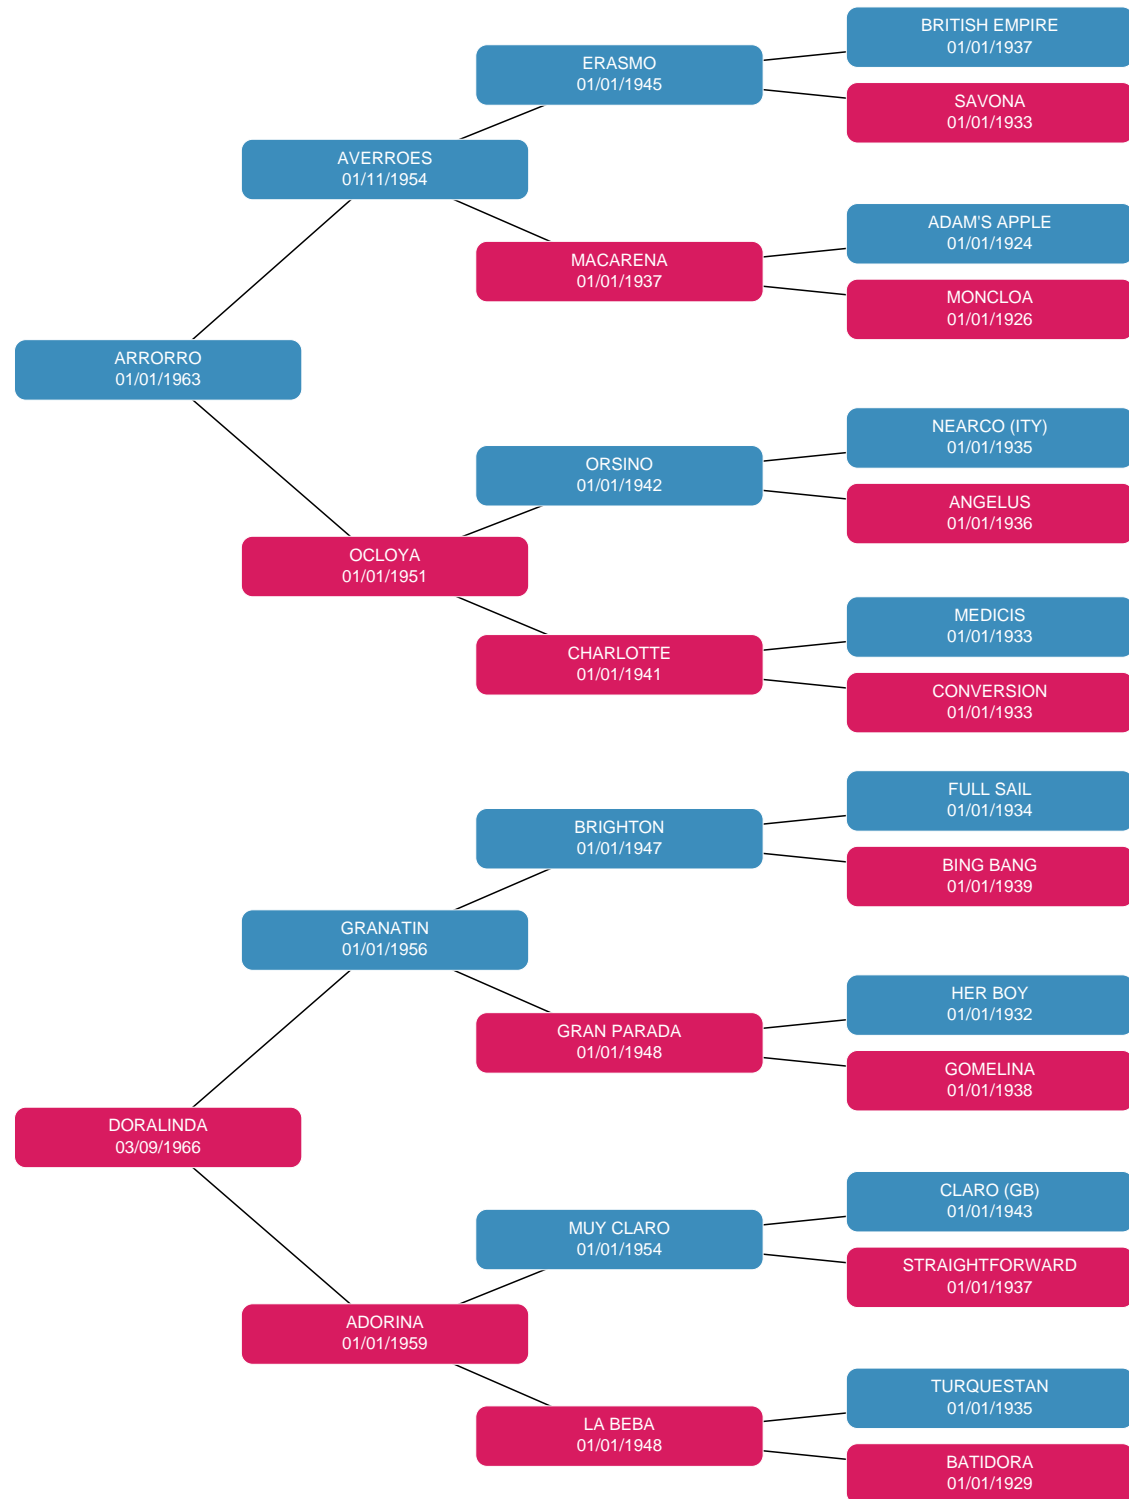 BRITISH EMPIRE
01/01/1937
ERASMO
01/01/1945
SAVONA
01/01/1933
AVERROES
01/11/1954
ADAM'S APPLE
01/01/1924
MACARENA
01/01/1937
MONCLOA
01/01/1926
ARRORRO
01/01/1963
NEARCO (ITY)
01/01/1935
ORSINO
01/01/1942
ANGELUS
01/01/1936
OCLOYA
01/01/1951
MEDICIS
01/01/1933
CHARLOTTE
01/01/1941
CONVERSION
01/01/1933
FULL SAIL
01/01/1934
BRIGHTON
01/01/1947
BING BANG
01/01/1939
GRANATIN
01/01/1956
HER BOY
01/01/1932
GRAN PARADA
01/01/1948
GOMELINA
01/01/1938
DORALINDA
03/09/1966
CLARO (GB)
01/01/1943
MUY CLARO
01/01/1954
STRAIGHTFORWARD
01/01/1937
ADORINA
01/01/1959
TURQUESTAN
01/01/1935
LA BEBA
01/01/1948
BATIDORA
01/01/1929